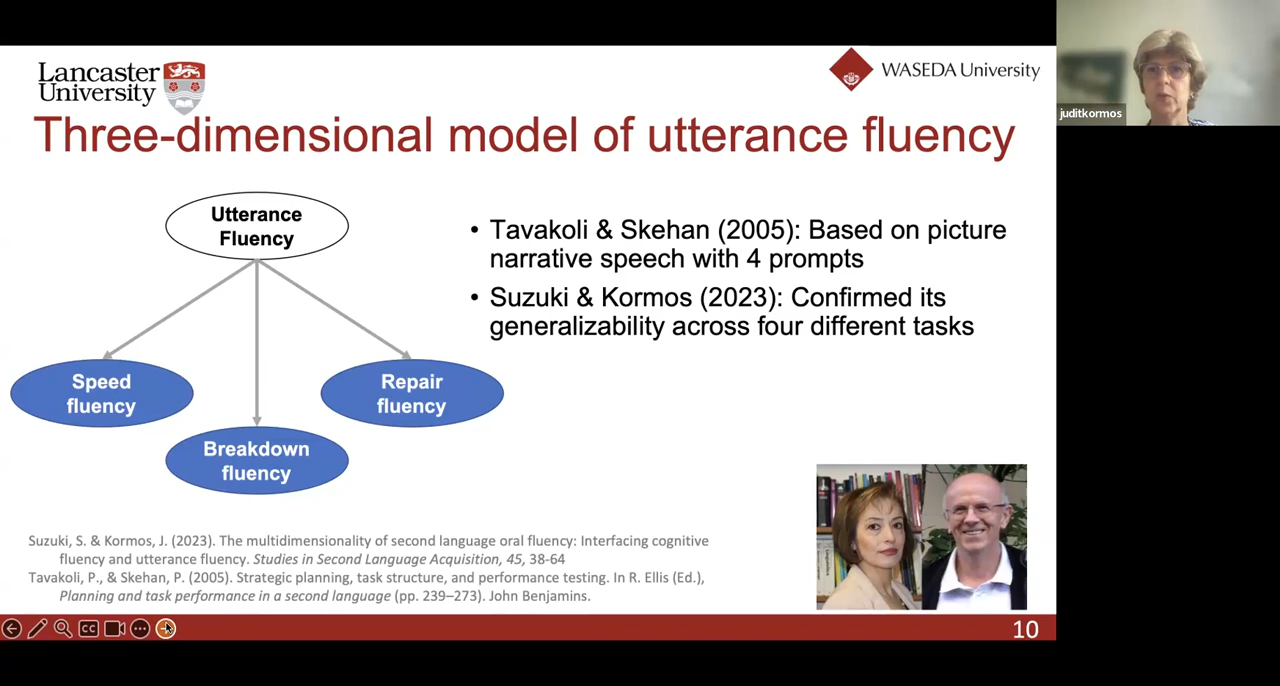 Lancaster
University
WASEDA University
juditkormos
Three-dimensional model of utterance fluency
Utterance
Fluency
Speed
fluency
Breakdown
fluency
Repair
fluency
• Tavakoli & Skehan (2005): Based on picture
narrative speech with 4 prompts
• Suzuki & Kormos (2023): Confirmed its
generalizability across four different tasks
Suzuki, S. & Kormos, J. (2023). The multidimensionality of second language oral fluency: Interfacing cognitive
fluency and utterance fluency. Studies in Second Language Acquisition, 45, 38-64
Tavakoli, P., & Skehan, P. (2005). Strategic planning, task structure, and performance testing. In R. Ellis (Ed.),
Planning and task performance in a second language (pp. 239–273). John Benjamins.
CC
10